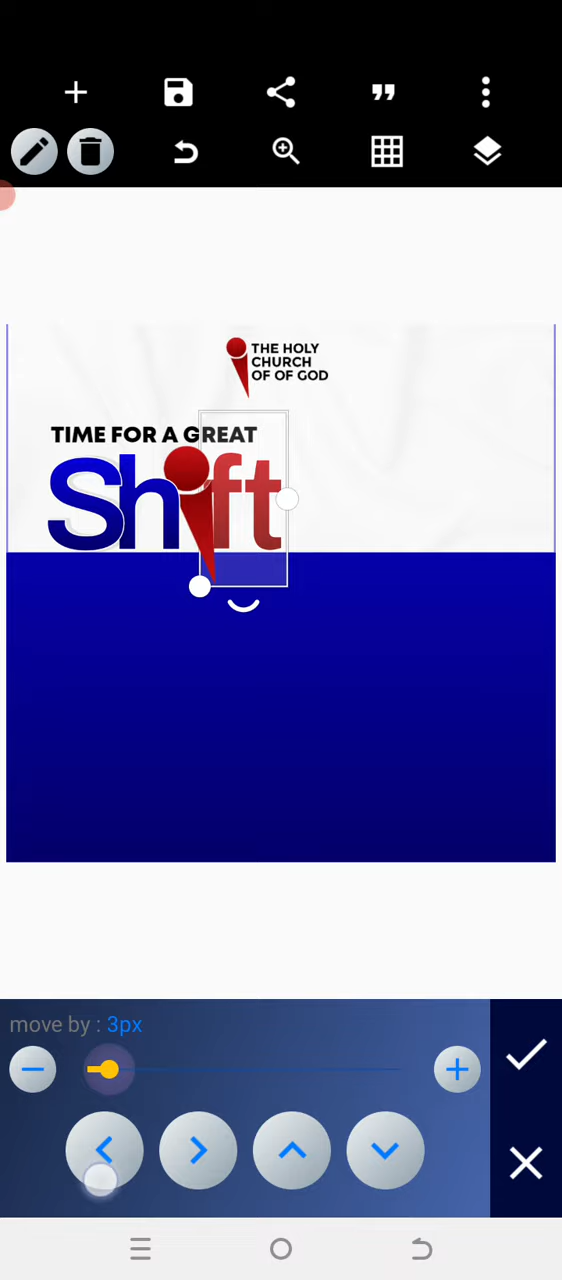 THE HOLY
CHURCH
OF OF GOD
TIME FOR A GREAT
Shift
move by : 3px